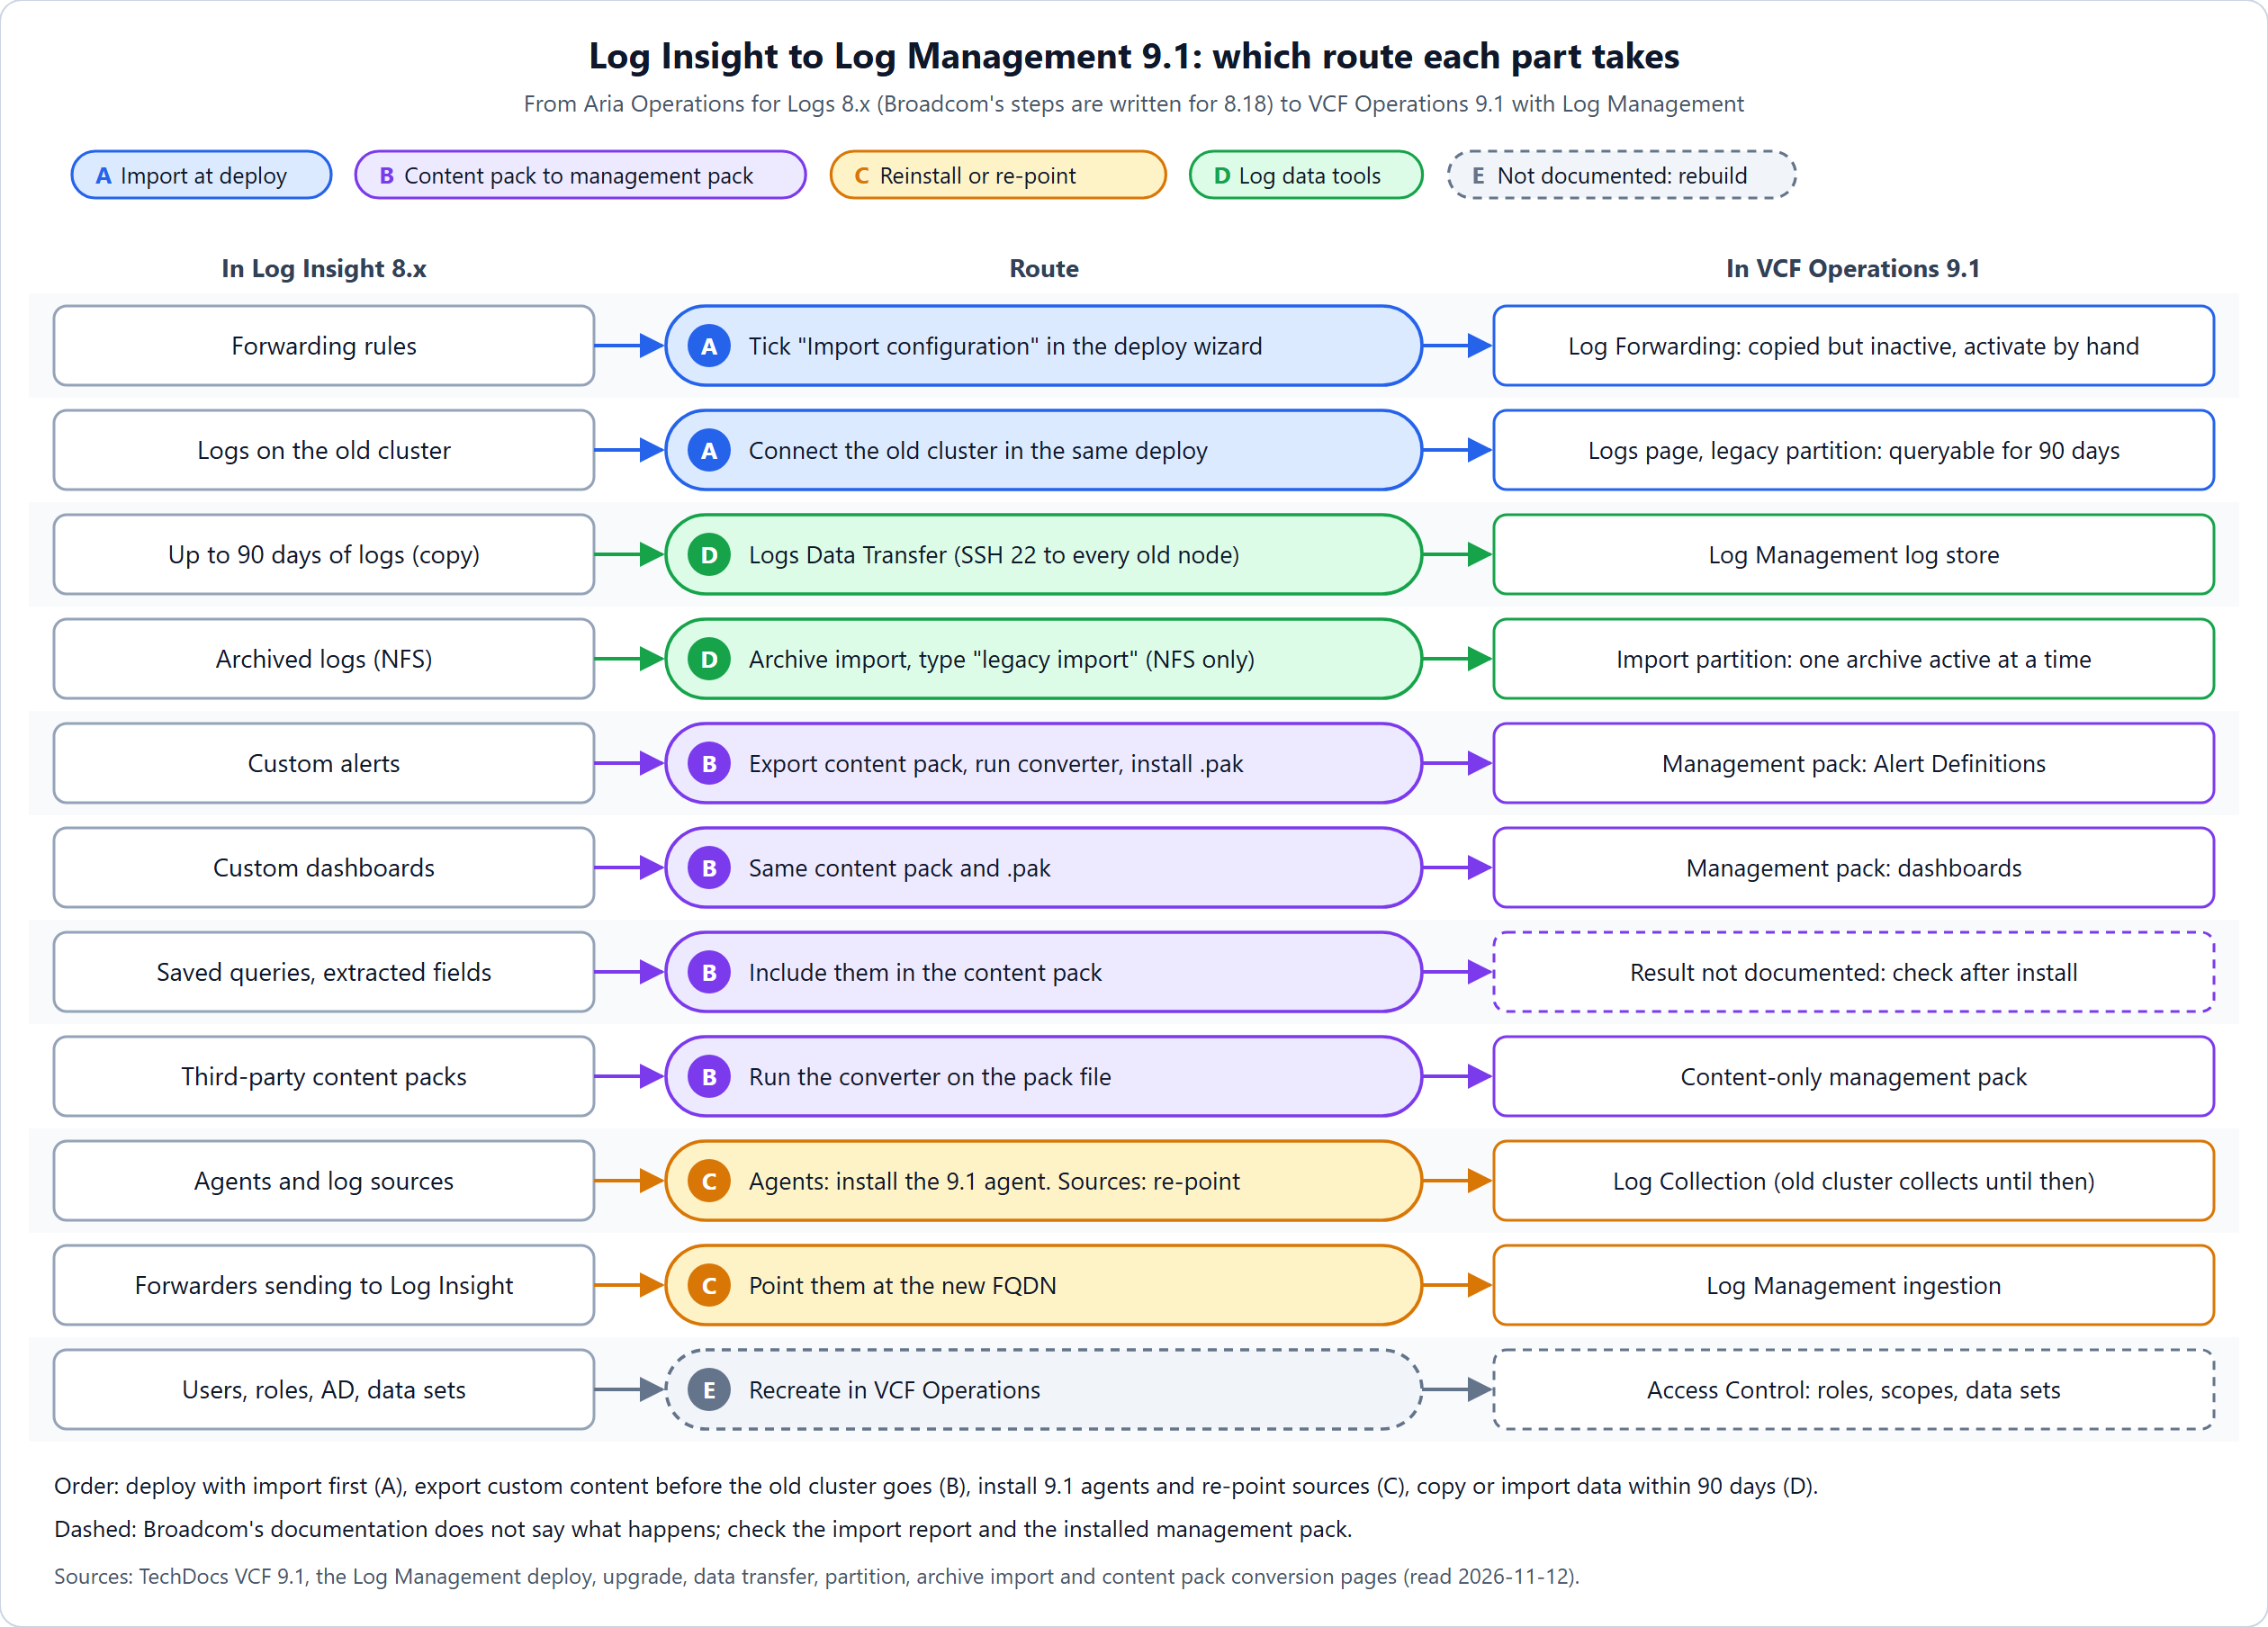 Log Insight to Log Management 9.1: which route each part takes
From Aria Operations for Logs 8.x (Broadcom's steps are written for 8.18) to VCF Operations 9.1 with Log Management
A Import at deploy
B Content pack to management pack
C Reinstall or re-point
D Log data tools
E Not documented: rebuild
In Log Insight 8.x
Route
In VCF Operations 9.1
Forwarding rules
A Tick "Import configuration" in the deploy wizard
Log Forwarding: copied but inactive, activate by hand
Logs on the old cluster
A Connect the old cluster in the same deploy
Logs page, legacy partition: queryable for 90 days
Up to 90 days of logs (copy)
D Logs Data Transfer (SSH 22 to every old node)
Log Management log store
Archived logs (NFS)
D Archive import, type "legacy import" (NFS only)
Import partition: one archive active at a time
Custom alerts
B Export content pack, run converter, install .pak
Management pack: Alert Definitions
Custom dashboards
B Same content pack and .pak
Management pack: dashboards
Saved queries, extracted fields
B Include them in the content pack
Result not documented: check after install
Third-party content packs
B Run the converter on the pack file
Content-only management pack
Agents and log sources
C Agents: install the 9.1 agent. Sources: re-point
Log Collection (old cluster collects until then)
Forwarders sending to Log Insight
C Point them at the new FQDN
Log Management ingestion
Users, roles, AD, data sets
E Recreate in VCF Operations
Access Control: roles, scopes, data sets
Order: deploy with import first (A), export custom content before the old cluster goes (B), install 9.1 agents and re-point sources (C), copy or import data within 90 days (D).
Dashed: Broadcom's documentation does not say what happens; check the import report and the installed management pack.
Sources: TechDocs VCF 9.1, the Log Management deploy, upgrade, data transfer, partition, archive import and content pack conversion pages (read 2026-11-12).